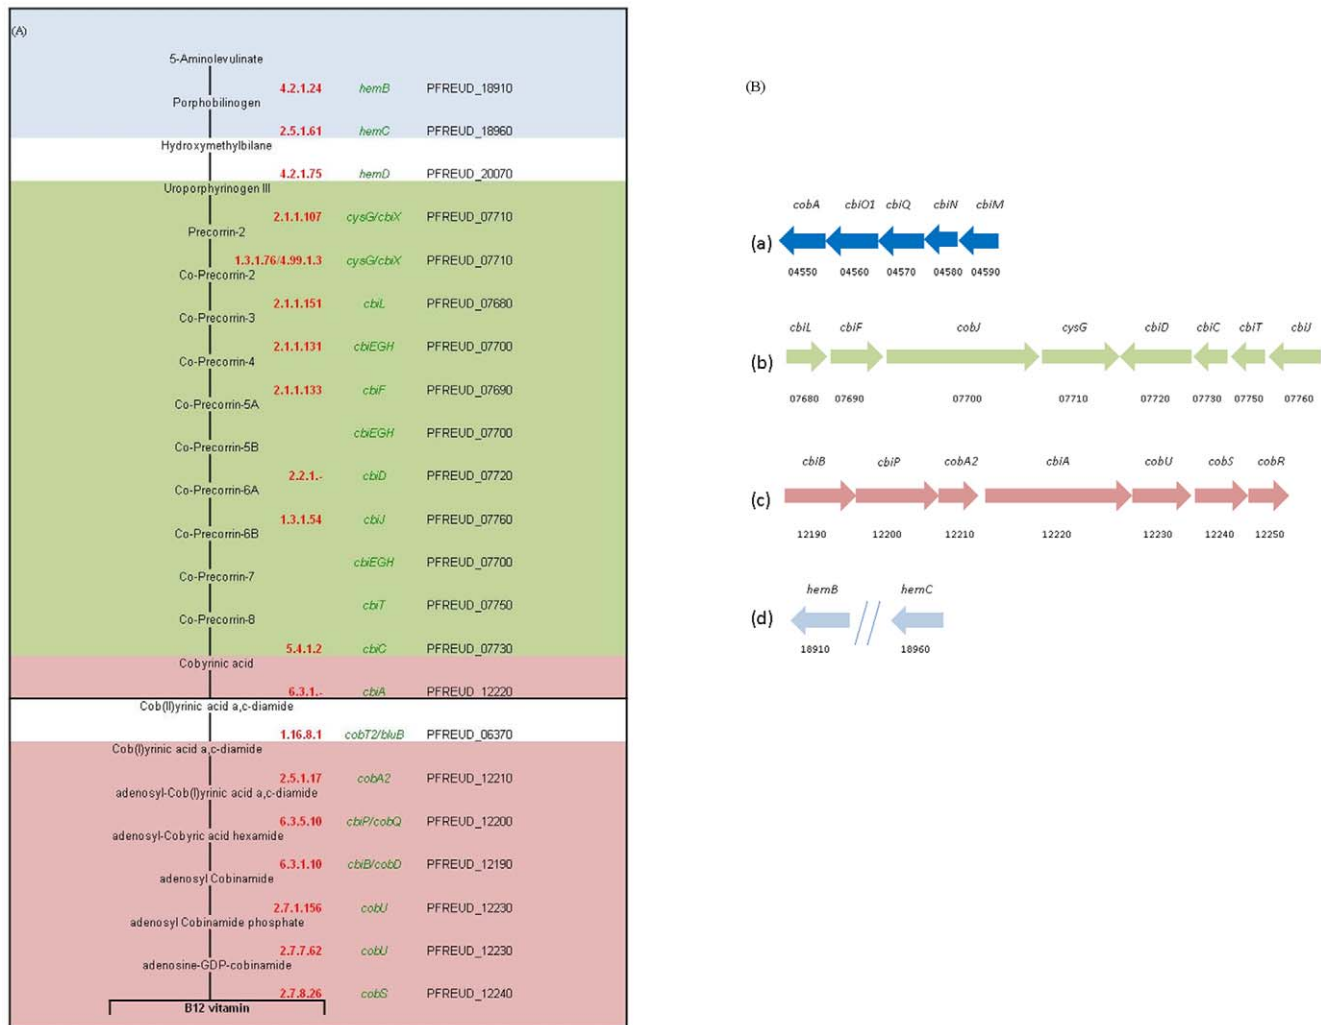 (A)
5-Aminolevulinate
4.2.1.24 hemB PFREUD_18910
Porphobilinogen
2.5.1.61 hemC PFREUD_18960
Hydroxymethylbilane
4.2.1.75 hemD PFREUD_20070
Uroporphyrinogen III
2.1.1.107 cysG/cbiX PFREUD_07710
Precorrin-2
1.3.1.76/4.99.1.3 cysG/cbiX PFREUD_07710
Co-Precorrin-2
2.1.1.151 cbiL PFREUD_07680
Co-Precorrin-3
2.1.1.131 cbiEGH PFREUD_07700
Co-Precorrin-4
2.1.1.133 cbiF PFREUD_07690
Co-Precorrin-5A
cbiEGH PFREUD_07700
Co-Precorrin-5B
2.2.1.- cbiD PFREUD_07720
Co-Precorrin-6A
1.3.1.54 cbiJ PFREUD_07760
Co-Precorrin-6B
cbiEGH PFREUD_07700
Co-Precorrin-7
cbiT PFREUD_07750
Co-Precorrin-8
5.4.1.2 cbiC PFREUD_07730
Cobyrinic acid
6.3.1.- cbiA PFREUD_12220
Cob(II)yrinic acid a,c-diamide
1.16.8.1 cobT2/bluB PFREUD_06370
Cob(I)yrinic acid a,c-diamide
2.5.1.17 cobA2 PFREUD_12210
adenosyl-Cob(I)yrinic acid a,c-diamide
6.3.5.10 cbiP/cobQ PFREUD_12200
adenosyl-Cobyric acid hexamide
6.3.1.10 cbiB/cobD PFREUD_12190
adenosyl Cobinamide
2.7.1.156 cobU PFREUD_12230
adenosyl Cobinamide phosphate
2.7.7.62 cobU PFREUD_12230
adenosine-GDP-cobinamide
2.7.8.26 cobS PFREUD_12240
B12 vitamin
(B)
cobA cbiO1 cbiQ cbiN cbiM
(a)
04550 04560 04570 04580 04590
cbiL cbiF cobJ cysG cbiD cbiC cbiT cbiJ
(b)
07680 07690 07700 07710 07720 07730 07750 07760
cbiB cbiP cobA2 cbiA cobU cobS cobR
(c)
12190 12200 12210 12220 12230 12240 12250
hemB hemC
(d)
18910 18960